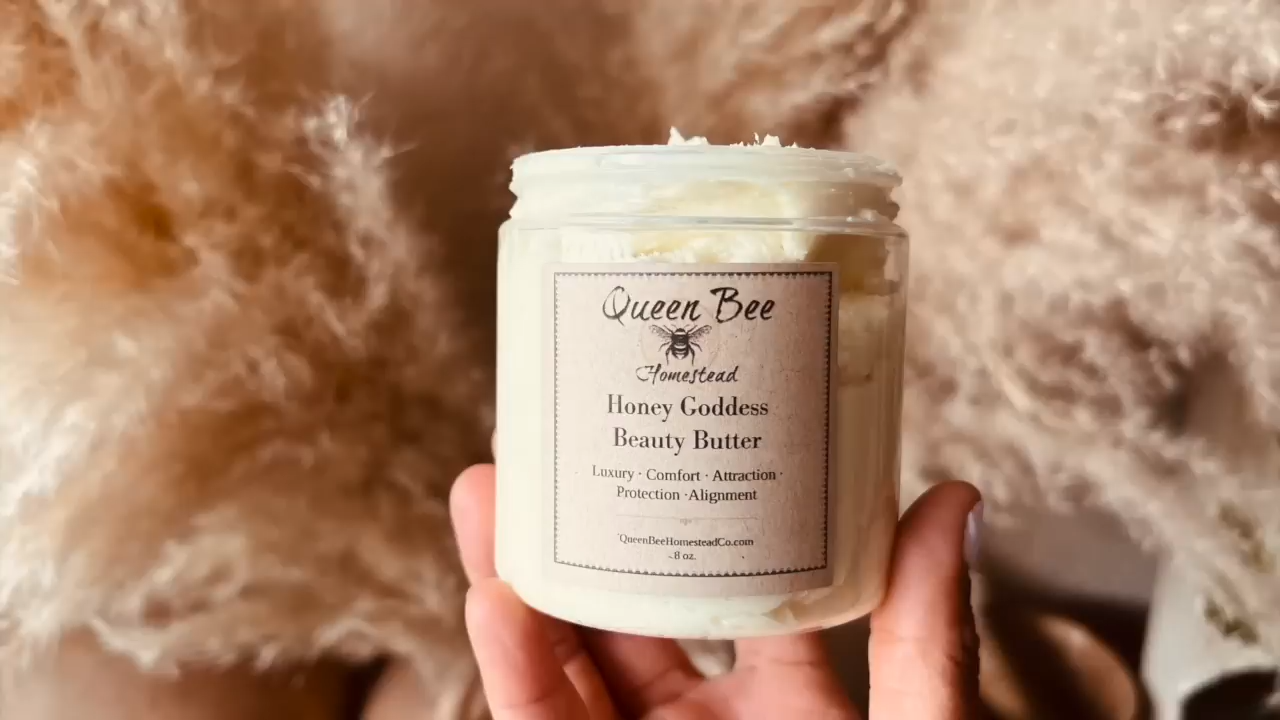 Queen Bee
Homestead
Honey Goddess
Beauty Butter
Luxury · Comfort · Attraction ·
Protection · Alignment
QueenBeeHomesteadCo.com
8 oz.